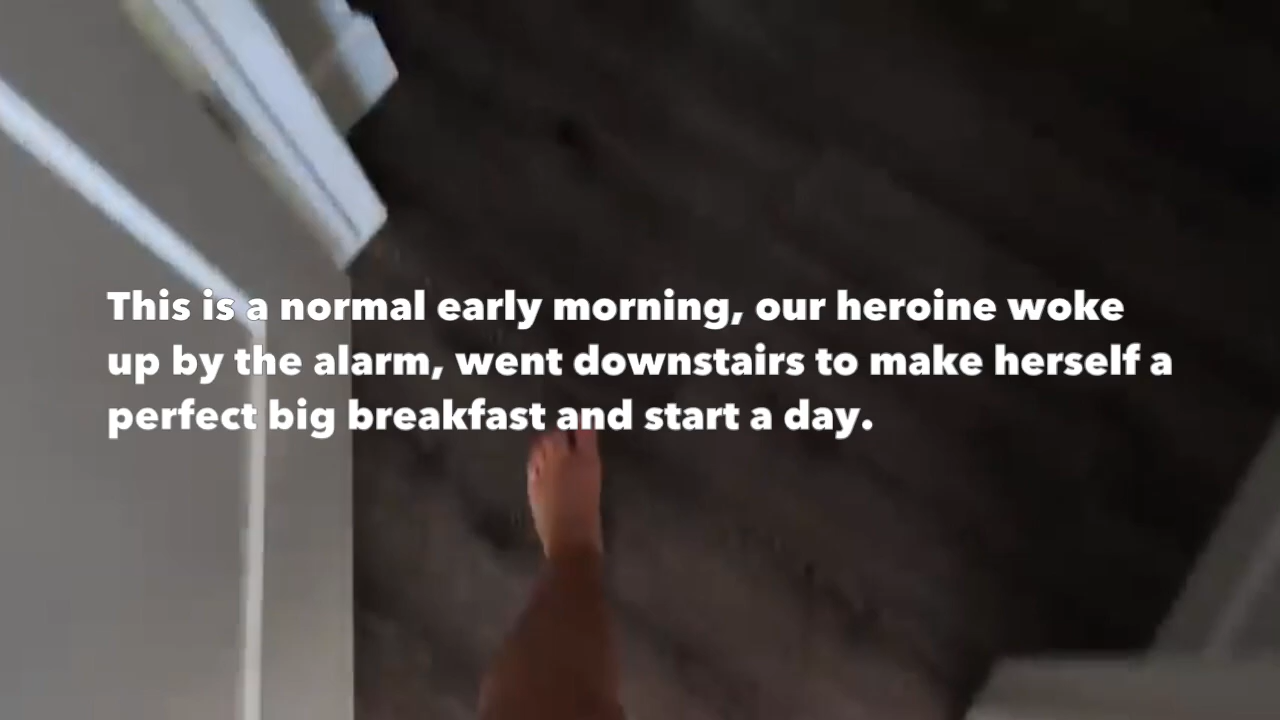 This is a normal early morning, our heroine woke
up by the alarm, went downstairs to make herself a
perfect big breakfast and start a day.